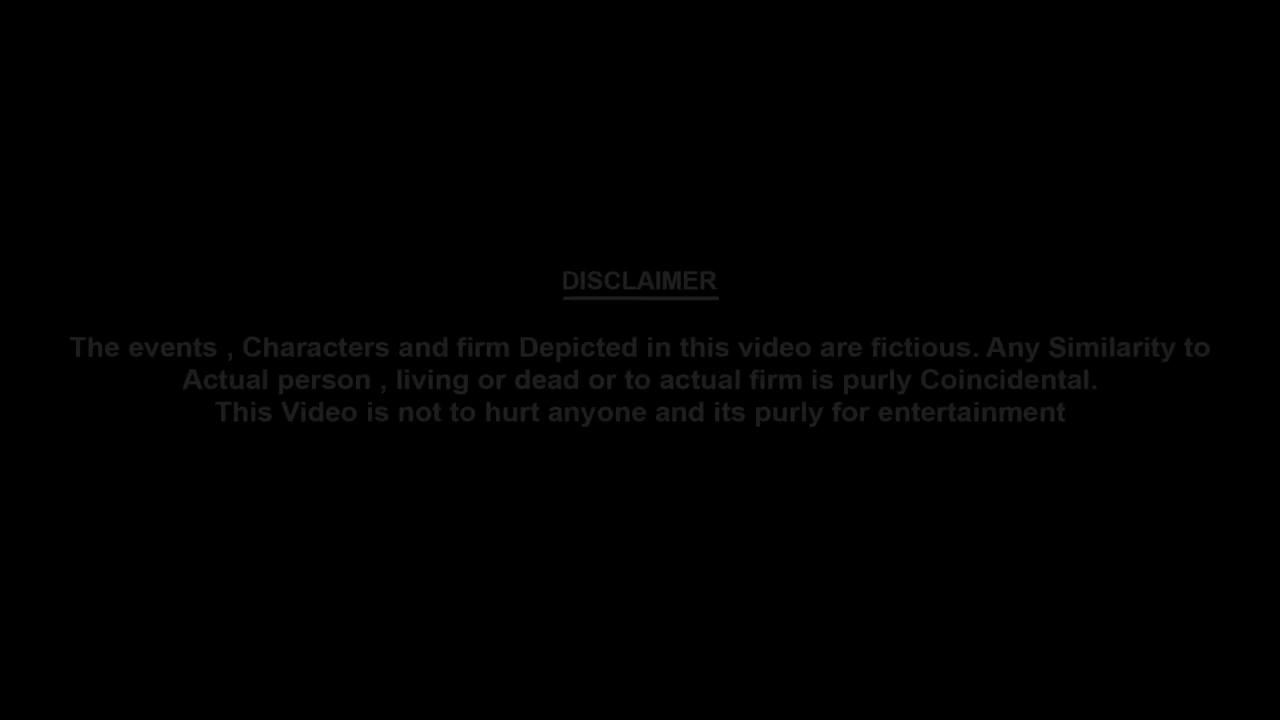 DISCLAIMER
The events , Characters and firm Depicted in this video are fictious. Any Similarity to
Actual person , living or dead or to actual firm is purly Coincidental.
This Video is not to hurt anyone and its purly for entertainment